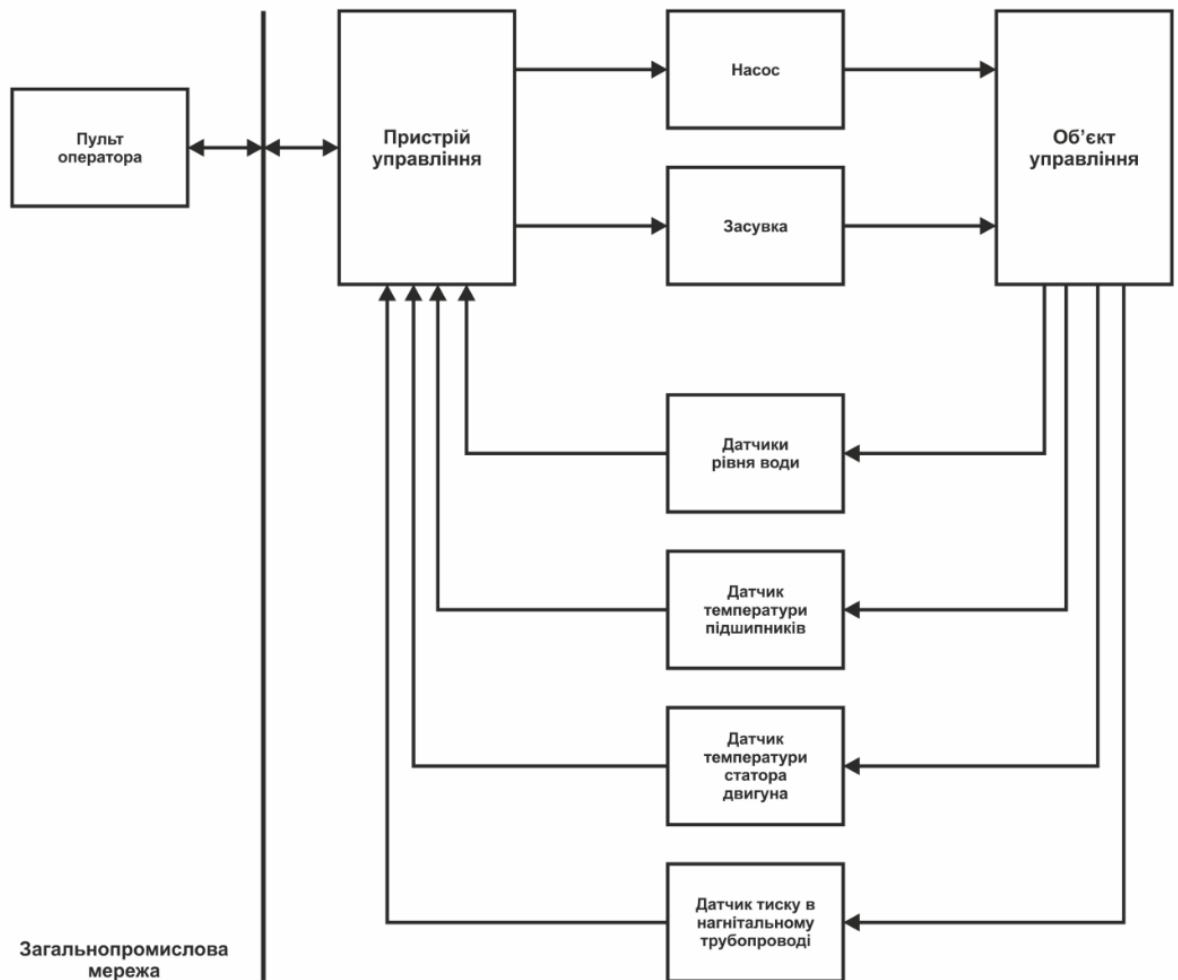 Насос
Пульт
оператора
Пристрій
управління
Об’єкт
управління
Засувка
Датчики
рівня води
Датчик
температури
підшипників
Датчик
температури
статора
двигуна
Датчик тиску в
нагнітальному
трубопроводі
Загальнопромислова
мережа